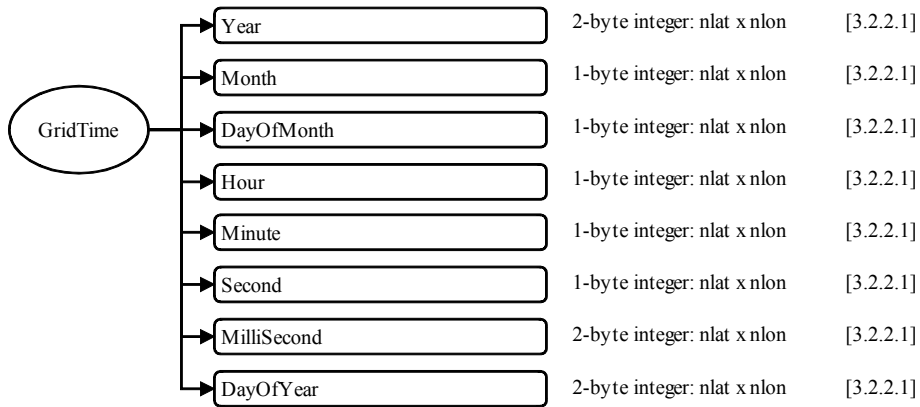 Year 2-byte integer: nlat x nlon [3.2.2.1]
Month 1-byte integer: nlat x nlon [3.2.2.1]
GridTime DayOfMonth 1-byte integer: nlat x nlon [3.2.2.1]
Hour 1-byte integer: nlat x nlon [3.2.2.1]
Minute 1-byte integer: nlat x nlon [3.2.2.1]
Second 1-byte integer: nlat x nlon [3.2.2.1]
MilliSecond 2-byte integer: nlat x nlon [3.2.2.1]
DayOfYear 2-byte integer: nlat x nlon [3.2.2.1]